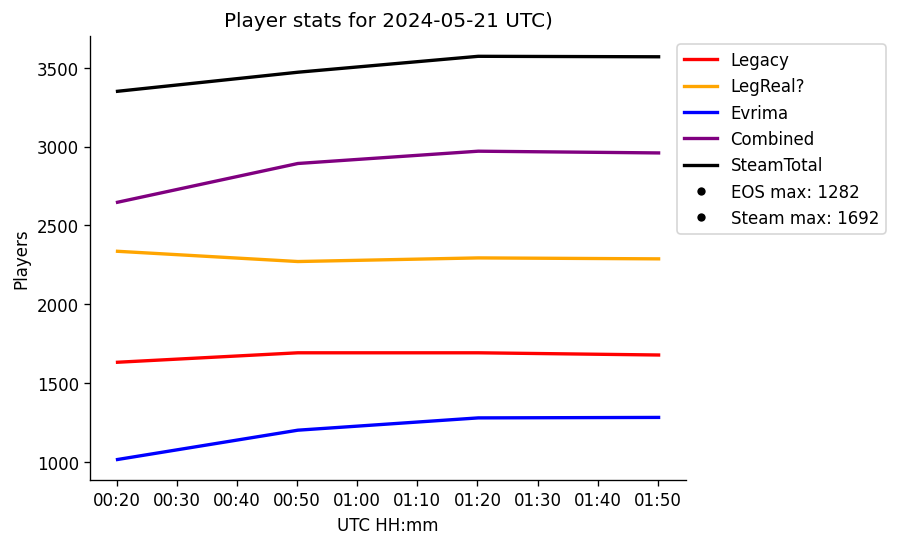 Player stats for 2024-05-21 UTC)
Legacy
LegReal?
Evrima
Combined
SteamTotal
EOS max: 1282
Steam max: 1692
Players
3500
3000
2500
2000
1500
1000
00:20 00:30 00:40 00:50 01:00 01:10 01:20 01:30 01:40 01:50
UTC HH:mm